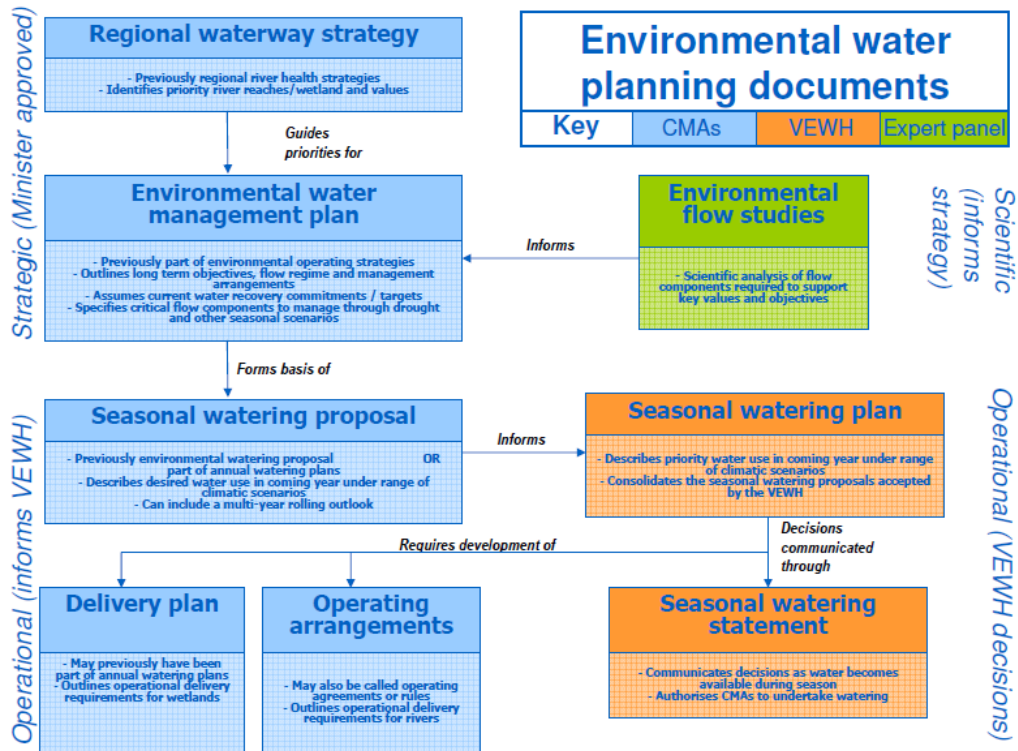 Regional waterway strategy
- Previously regional river health strategies
- Identifies priority river reaches/wetland and values
Environmental water
planning documents
Key
CMAs
VEWH
Expert panel
Strategic (Minister approved)
Guides
priorities for
Environmental water
management plan
- Previously part of environmental operating strategies
- Outlines long term objectives, flow regime and management
arrangements
- Assumes current water recovery commitments / targets
- Specifies critical flow components to manage through drought
and other seasonal scenarios
Informs
Environmental
flow studies
- Scientific analysis of flow
components required to support
key values and objectives
Scientific
(informs
strategy)
Forms basis of
Operational (informs VEWH)
Seasonal watering proposal
- Previously environmental watering proposal OR
part of annual watering plans
- Describes desired water use in coming year under range of
climatic scenarios
- Can include a multi-year rolling outlook
Informs
Seasonal watering plan
- Describes priority water use in coming year under range
of climatic scenarios
- Consolidates the seasonal watering proposals accepted
by the VEWH
Operational (VEWH decisions)
Requires development of
Decisions
communicated
through
Delivery plan
- May previously have been
part of annual watering plans
- Outlines operational delivery
requirements for wetlands
Operating
arrangements
- May also be called operating
agreements or rules
- Outlines operational delivery
requirements for rivers
Seasonal watering
statement
- Communicates decisions as water becomes
available during season
- Authorises CMAs to undertake watering